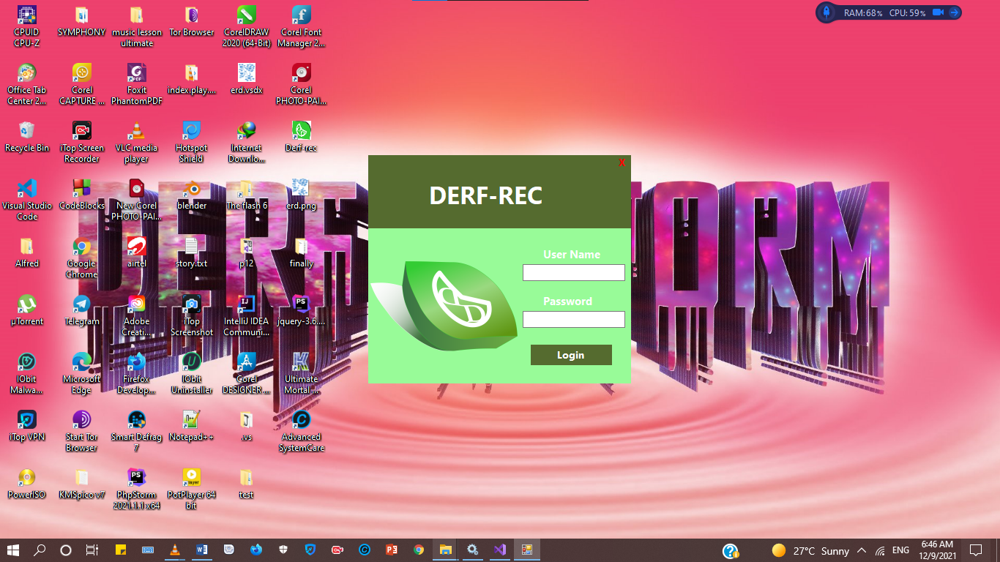 RAM:68% CPU:59%
CPUID
CPU-Z
SYMPHONY
music lesson
ultimate
Tor Browser
CorelDRAW
2020 (64-Bit)
Corel Font
Manager 2...
Office Tab
Center 2...
Corel
CAPTURE ...
Foxit
PhantomPDF
index.play....
erd.vsdx
Corel
PHOTO-PAI...
Recycle Bin
iTop Screen
Recorder
VLC media
player
Hotspot
Shield
Internet
Downlo...
Derf-rec
Visual Studio
Code
CodeBlocks
New Corel
PHOTO-PAI...
blender
The flash 6
erd.png
Alfred
Google
Chrome
airtel
story.txt
p12
finally
µTorrent
Telegram
Adobe
Creati...
iTop
Screenshot
IntelliJ IDEA
Communi...
jquery-3.6....
IObit
Malwa...
Microsoft
Edge
Firefox
Develop...
IObit
Uninstaller
Corel
DESIGNER...
Ultimate
Mortal ...
iTop VPN
Start Tor
Browser
Smart Defrag
7
Notepad++
.vs
Advanced
SystemCare
PowerISO
KMSpico v7
PhpStorm
2021.1.1 x64
PotPlayer 64
bit
test
X
DERF-REC
User Name
Password
Login
27°C Sunny
ENG
6:46 AM
12/9/2021